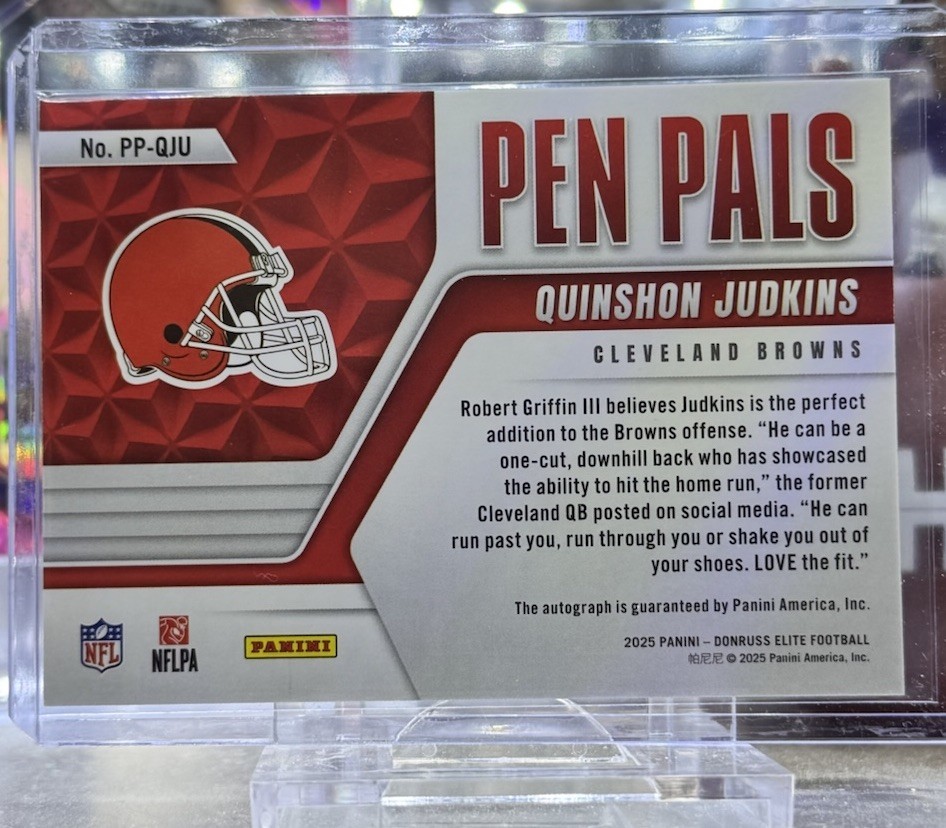 No. PP-QJU
PEN PALS
QUINSHON JUDKINS
CLEVELAND BROWNS
Robert Griffin III believes Judkins is the perfect
addition to the Browns offense. “He can be a
one-cut, downhill back who has showcased
the ability to hit the home run,” the former
Cleveland QB posted on social media. “He can
run past you, run through you or shake you out of
your shoes. LOVE the fit.”
The autograph is guaranteed by Panini America, Inc.
2025 PANINI – DONRUSS ELITE FOOTBALL
帕尼尼 © 2025 Panini America, Inc.
NFL
NFLPA
PANINI